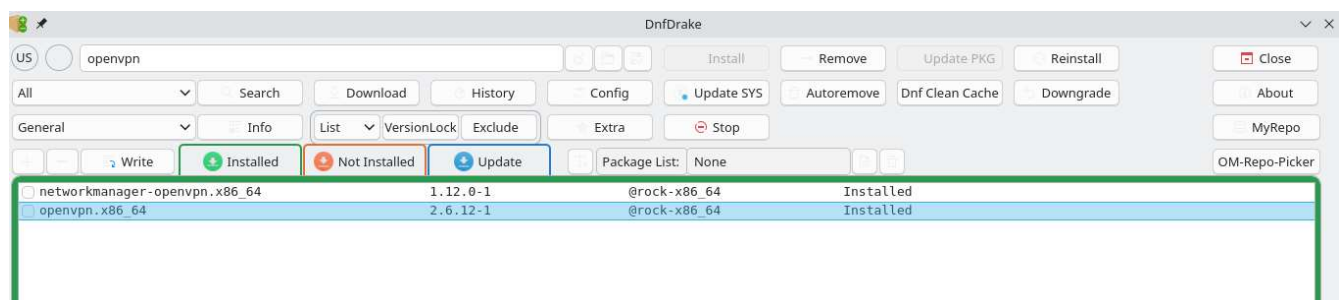 DnfDrake
US openvpn Install Remove Update PKG Reinstall Close
All Search Download History Config Update SYS Autoremove Dnf Clean Cache Downgrade About
General Info List VersionLock Exclude Extra Stop MyRepo
Write Installed Not Installed Update Package List: None OM-Repo-Picker
networkmanager-openvpn.x86_64 1.12.0-1 @rock-x86_64 Installed
openvpn.x86_64 2.6.12-1 @rock-x86_64 Installed